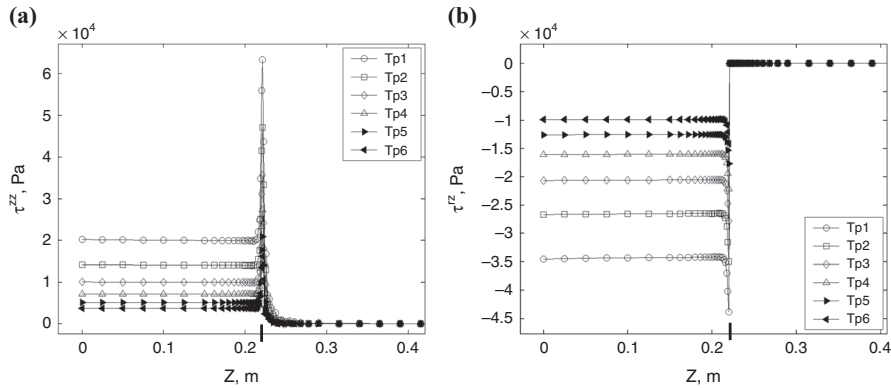 (a)
× 10⁴
6
5
4
3
2
1
0
τzz, Pa
0 0.1 0.2 0.3 0.4
Z, m
Tp1
Tp2
Tp3
Tp4
Tp5
Tp6
(b)
× 10⁴
0
−0.5
−1
−1.5
−2
−2.5
−3
−3.5
−4
−4.5
τrz, Pa
0 0.1 0.2 0.3 0.4
Z, m
Tp1
Tp2
Tp3
Tp4
Tp5
Tp6